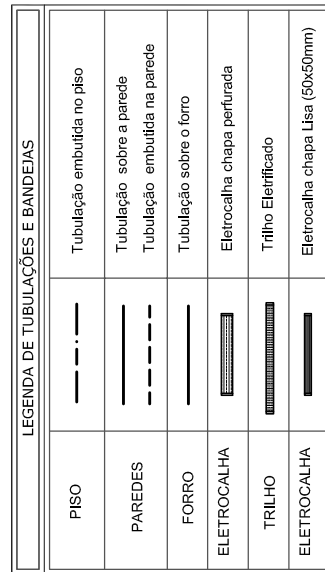 LEGENDA DE TUBULAÇÕES E BANDEJAS
PISO
Tubulação embutida no piso
PAREDES
Tubulação sobre a parede
Tubulação embutida na parede
FORRO
Tubulação sobre o forro
ELETROCALHA
Eletrocalha chapa perfurada
TRILHO
Trilho Eletrificado
ELETROCALHA
Eletrocalha chapa Lisa (50x50mm)